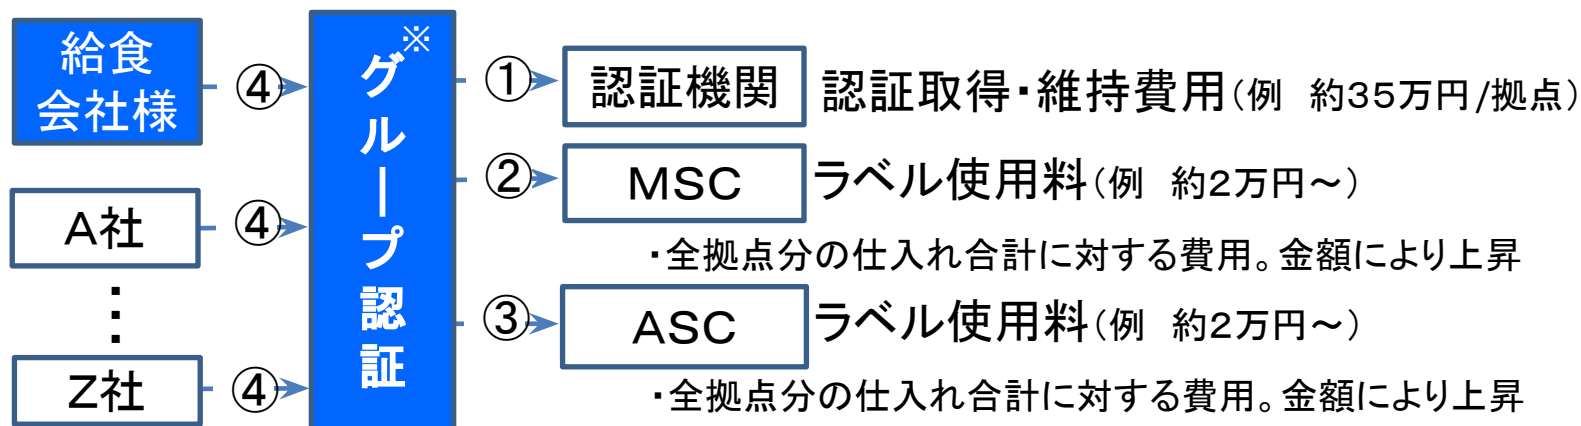 給食
会社様
④
A社
④
⋮
Z社
④
※
グループ認証
①
認証機関
認証取得・維持費用(例　約35万円/拠点)
②
MSC
ラベル使用料(例　約2万円～)
・全拠点分の仕入れ合計に対する費用。金額により上昇
③
ASC
ラベル使用料(例　約2万円～)
・全拠点分の仕入れ合計に対する費用。金額により上昇